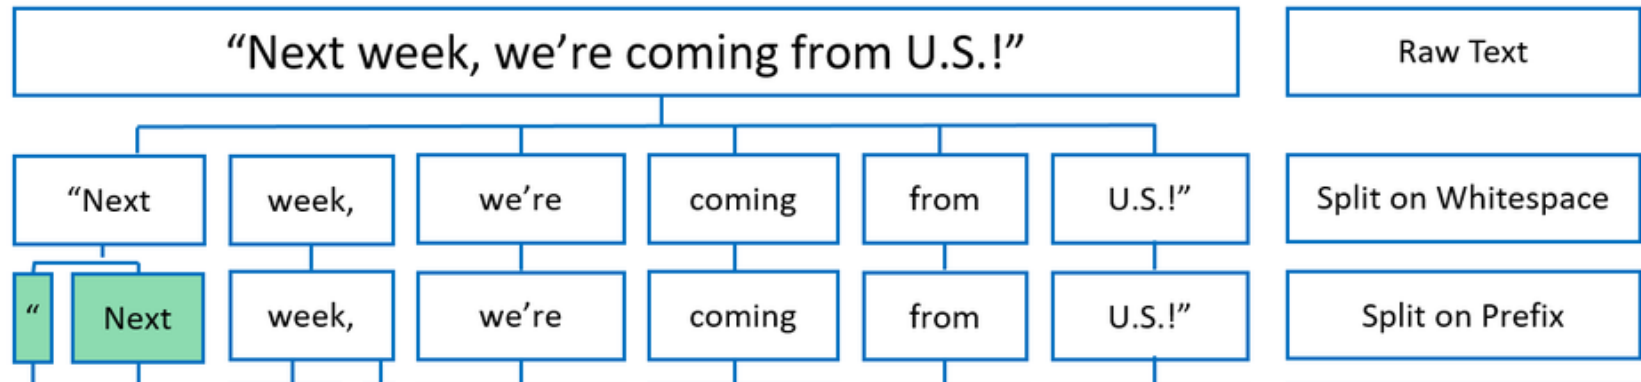 “Next week, we’re coming from U.S.!” Raw Text
“Next week, we’re coming from U.S.!” Split on Whitespace
“ Next week, we’re coming from U.S.!” Split on Prefix